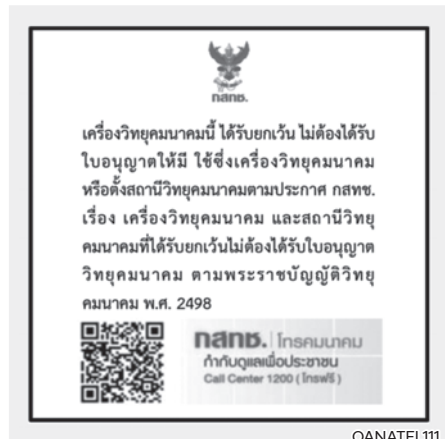 กสทช.
เครื่องวิทยุคมนาคมนี้ ได้รับยกเว้น ไม่ต้องได้รับ
ใบอนุญาตให้มี ใช้ซึ่งเครื่องวิทยุคมนาคม
หรือตั้งสถานีวิทยุคมนาคมตามประกาศ กสทช.
เรื่อง เครื่องวิทยุคมนาคม และสถานีวิทยุ
คมนาคมที่ได้รับยกเว้นไม่ต้องได้รับใบอนุญาต
วิทยุคมนาคม ตามพระราชบัญญัติวิทยุ
คมนาคม พ.ศ. 2498
กสทช. โทรคมนาคม
กำกับดูแลเพื่อประชาชน
Call Center 1200 ( โทรฟรี )
OANATEL111